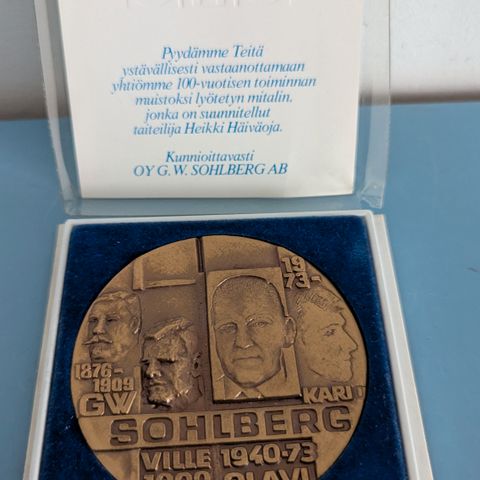 Pyydämme Teitä
ystävällisesti vastaanottamaan
yhtiömme 100-vuotisen toiminnan
muistoksi lyötetyn mitalin,
jonka on suunnitellut
taiteilija Heikki Häiväoja.
Kunnioittavasti
OY G. W. SOHLBERG AB
1973-
1876-
1909
GW
KARI
SOHLBERG
VILLE 1940-73
OLAVI